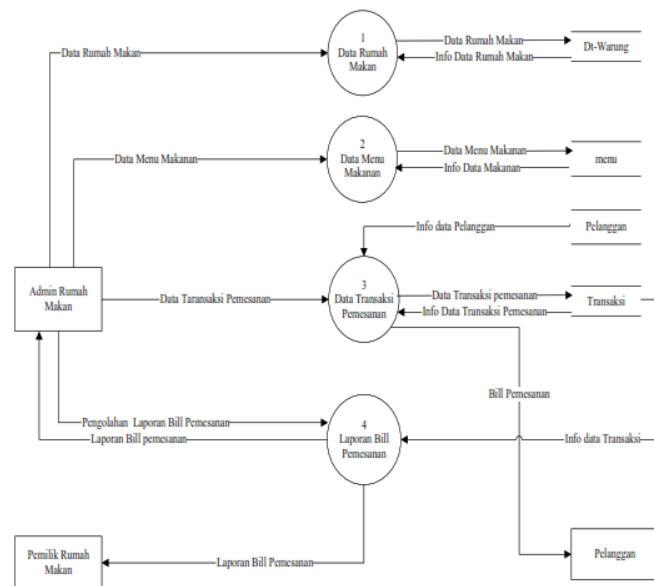 1
Data Rumah
Makan
Data Rumah Makan
Data Rumah Makan
Info Data Rumah Makan
Dt-Warung
2
Data Menu
Makanan
Data Menu Makanan
Data Menu Makanan
Info Data Makanan
menu
Info data Pelanggan
Pelanggan
Admin Rumah
Makan
Data Taransaksi Pemesanan
3
Data Transaksi
Pemesanan
Data Transaksi pemesanan
Info Data Transaksi Pemesanan
Transaksi
Bill Pemesanan
Pengolahan Laporan Bill Pemesanan
Laporan Bill pemesanan
4
Laporan Bill
Pemesanan
Info data Transaksi
Pemilik Rumah
Makan
Laporan Bill Pemesanan
Pelanggan